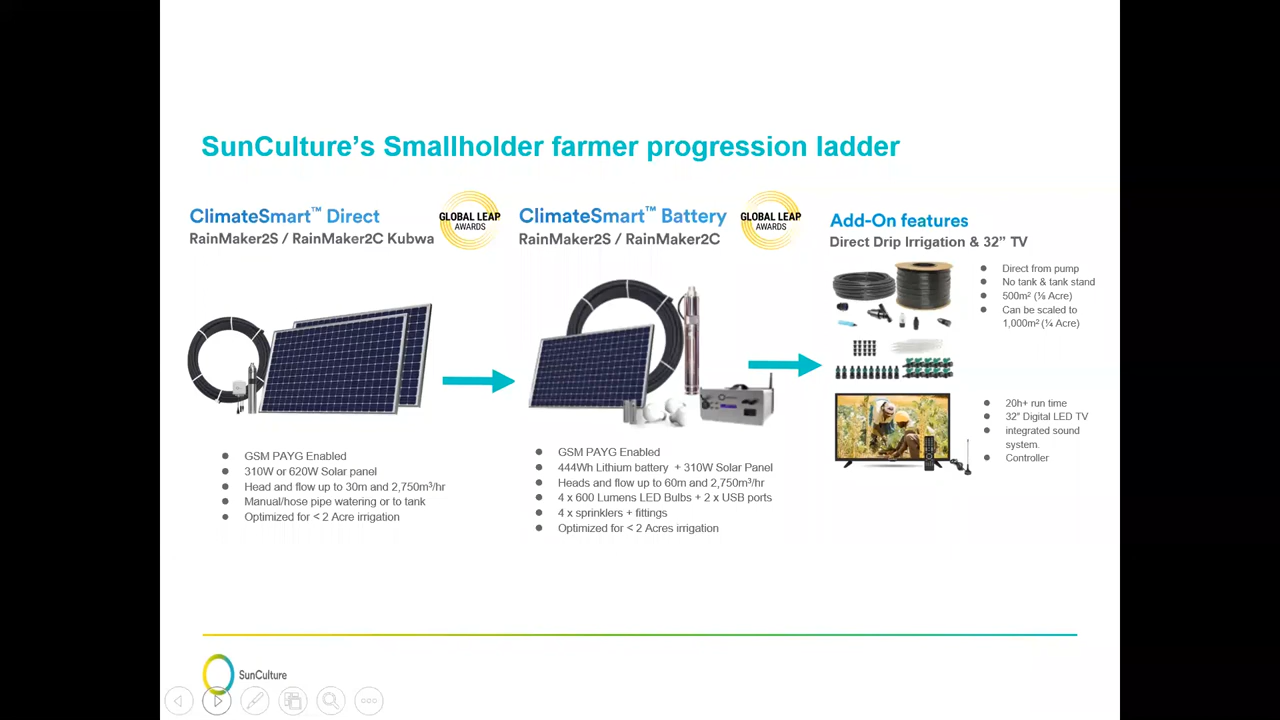 SunCulture’s Smallholder farmer progression ladder
ClimateSmart™ Direct
RainMaker2S / RainMaker2C Kubwa
GLOBAL LEAP
AWARDS
GSM PAYG Enabled
310W or 620W Solar panel
Head and flow up to 30m and 2,750m³/hr
Manual/hose pipe watering or to tank
Optimized for < 2 Acre irrigation
ClimateSmart™ Battery
RainMaker2S / RainMaker2C
GLOBAL LEAP
AWARDS
GSM PAYG Enabled
444Wh Lithium battery + 310W Solar Panel
Heads and flow up to 60m and 2,750m³/hr
4 x 600 Lumens LED Bulbs + 2 x USB ports
4 x sprinklers + fittings
Optimized for < 2 Acres irrigation
Add-On features
Direct Drip Irrigation & 32” TV
Direct from pump
No tank & tank stand
500m² (⅛ Acre)
Can be scaled to
1,000m² (¼ Acre)
20h+ run time
32" Digital LED TV
integrated sound
system.
Controller
SunCulture